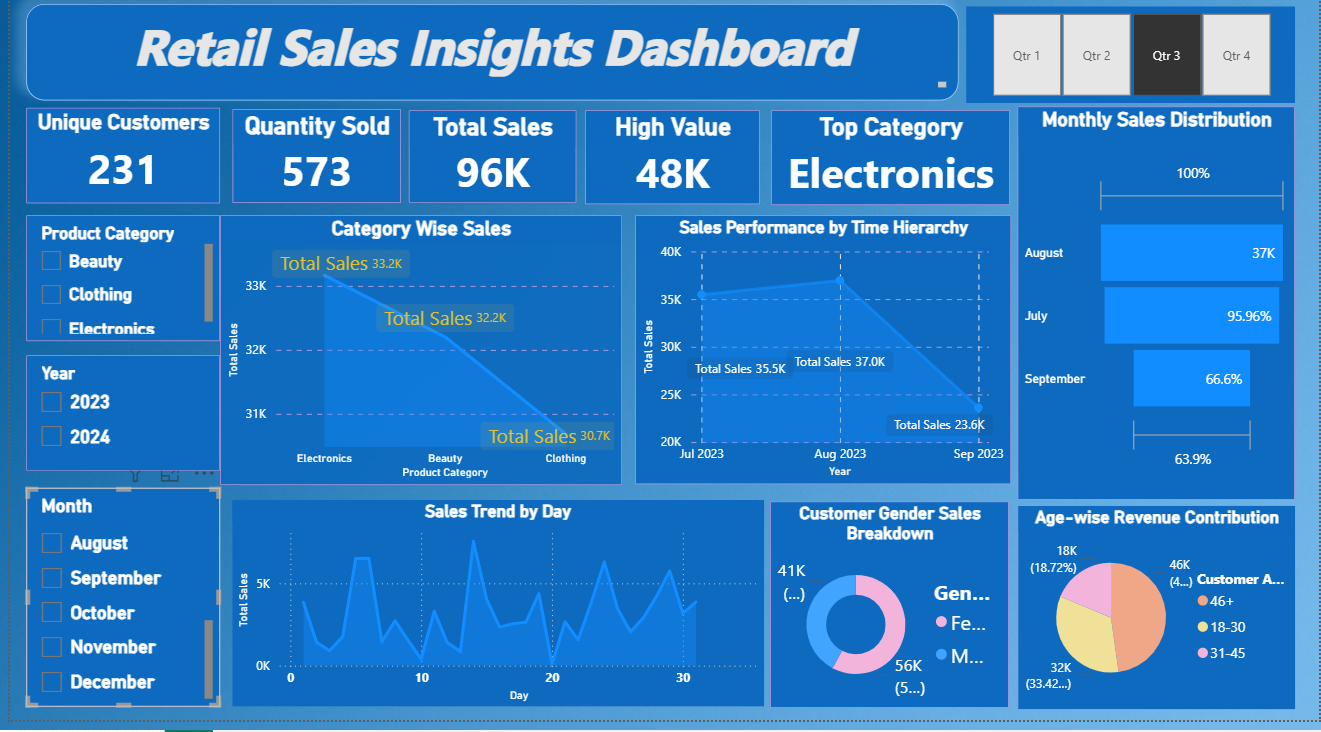 Retail Sales Insights Dashboard
Qtr 1
Qtr 2
Qtr 3
Qtr 4
Unique Customers
231
Quantity Sold
573
Total Sales
96K
High Value
48K
Top Category
Electronics
Monthly Sales Distribution
100%
August
37K
July
95.96%
September
66.6%
63.9%
Product Category
Beauty
Clothing
Electronics
Year
2023
2024
Category Wise Sales
Total Sales
33K
32K
31K
Total Sales 33.2K
Total Sales 32.2K
Total Sales 30.7K
Electronics
Beauty
Clothing
Product Category
Sales Performance by Time Hierarchy
Total Sales
40K
35K
30K
25K
20K
Total Sales 35.5K
Total Sales 37.0K
Total Sales 23.6K
Jul 2023
Aug 2023
Sep 2023
Year
Month
August
September
October
November
December
Sales Trend by Day
Total Sales
5K
0K
0
10
20
30
Day
Customer Gender Sales
Breakdown
41K
(...)
56K
(5...)
Gen...
Fe...
M...
Age-wise Revenue Contribution
18K
(18.72%)
46K
(4...)
32K
(33.42...)
Customer A...
46+
18-30
31-45